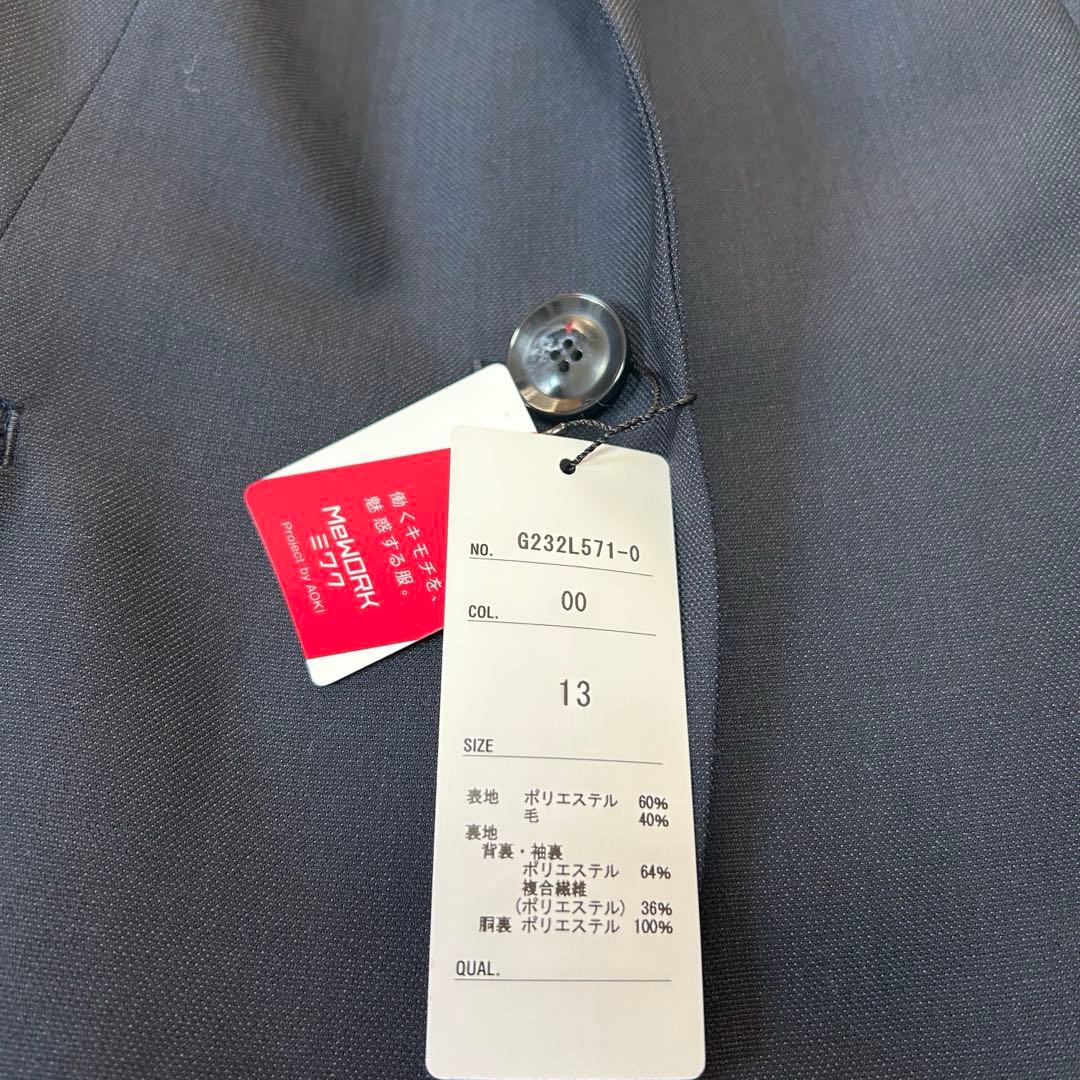 働くキモチを、
魅惑する服。
MeWORK
ミワク
Project by AOKI
NO. G232L571-0
COL. 00
13
SIZE
表地 ポリエステル 60%
毛 40%
裏地
背裏・袖裏
ポリエステル 64%
複合繊維
(ポリエステル) 36%
胴裏 ポリエステル 100%
QUAL.